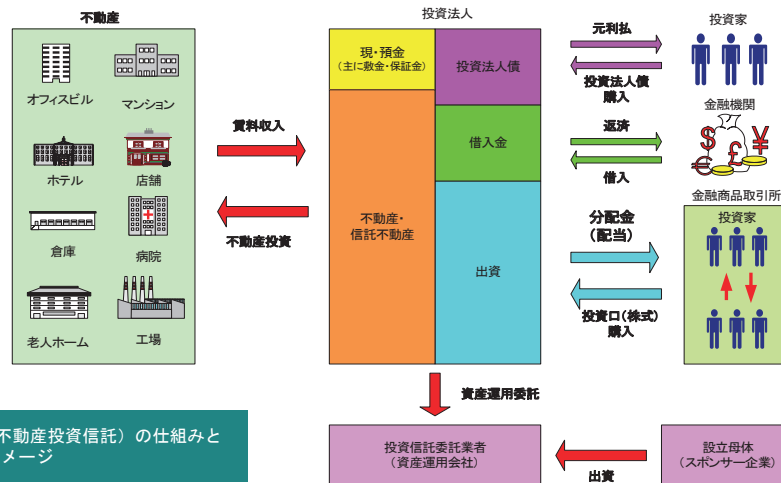 不動産
オフィスビル
マンション
ホテル
店舗
倉庫
病院
老人ホーム
工場
賃料収入
不動産投資
投資法人
現・預金
(主に敷金・保証金)
投資法人債
借入金
不動産・
信託不動産
出資
元利払
投資法人債
購入
返済
借入
分配金
(配当)
投資口(株式)
購入
投資家
金融機関
$
¥
€
£
金融商品取引所
投資家
資産運用委託
投資信託委託業者
(資産運用会社)
出資
設立母体
(スポンサー企業)
不動産投資信託)の仕組みと
メージ